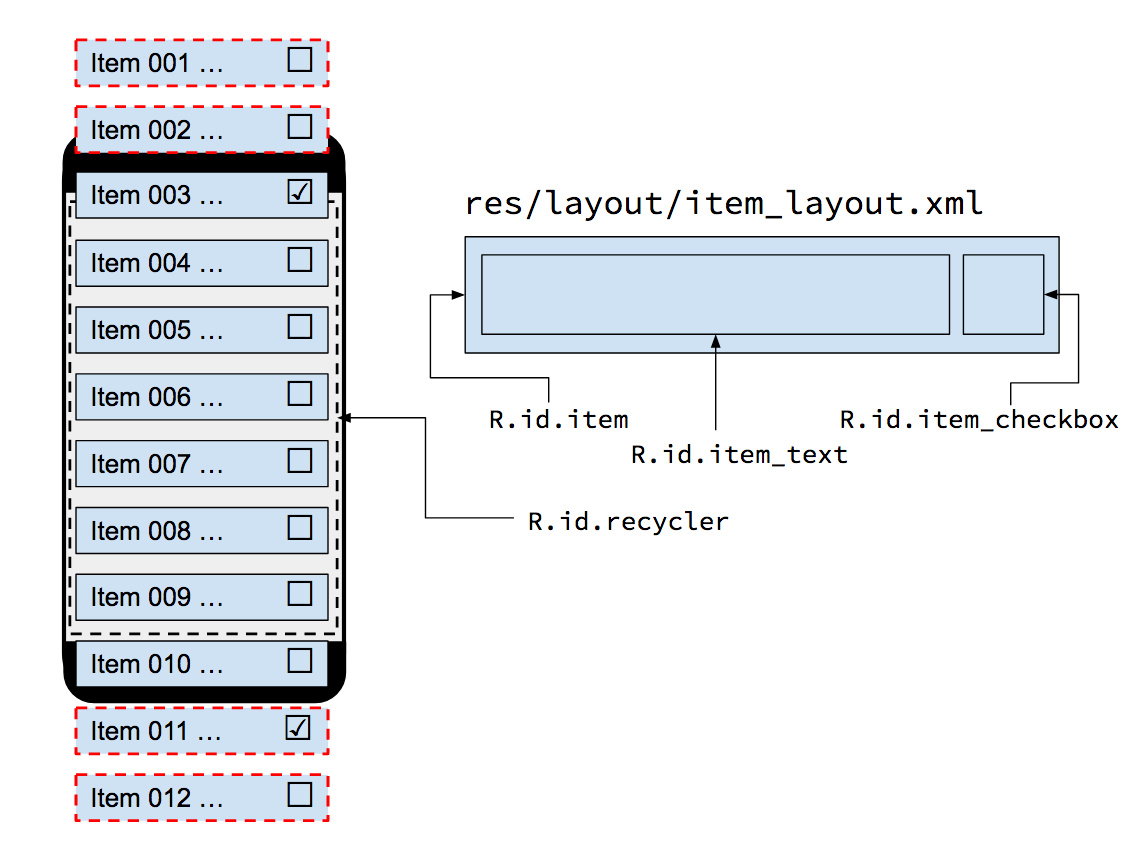 Item 001 ... ☐
Item 002 ... ☐
Item 003 ... ☑
Item 004 ... ☐
Item 005 ... ☐
Item 006 ... ☐
Item 007 ... ☐
Item 008 ... ☐
Item 009 ... ☐
Item 010 ... ☐
Item 011 ... ☑
Item 012 ... ☐
res/layout/item_layout.xml
R.id.item
R.id.item_checkbox
R.id.item_text
R.id.recycler